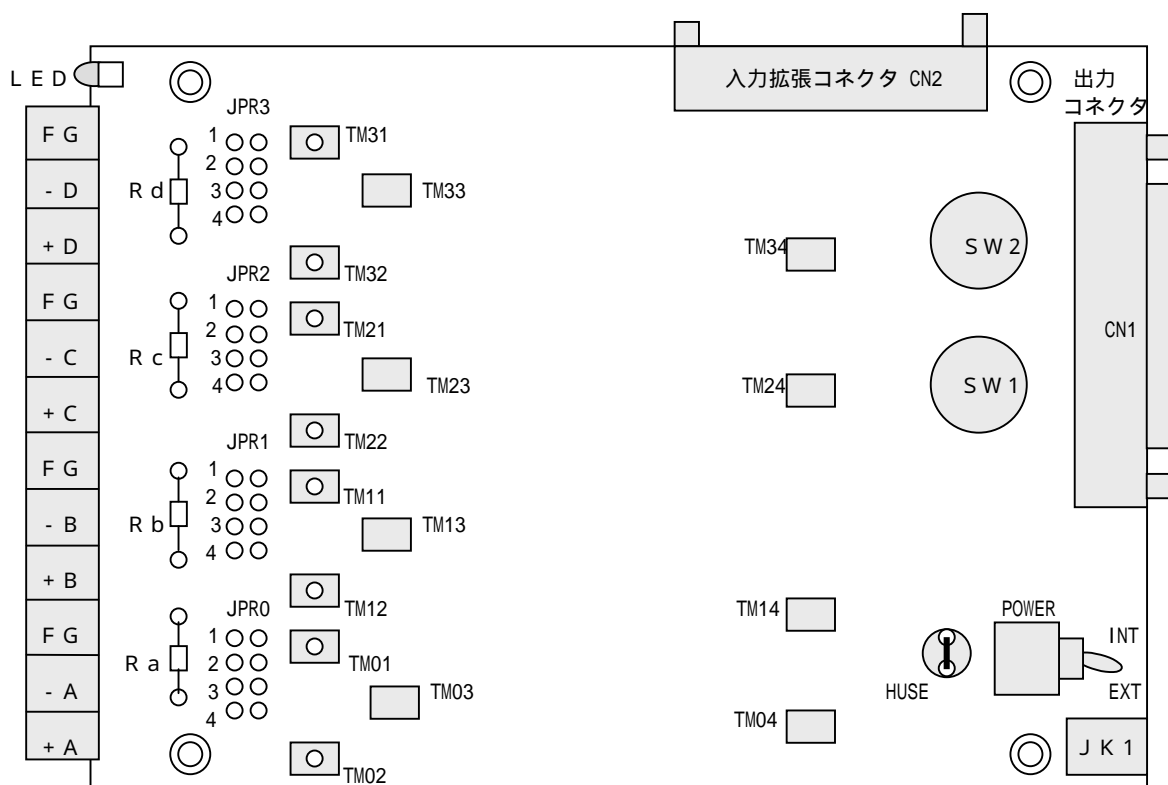 入力拡張コネクタ CN2
出力
コネクタ
LED
FG
- D
+ D
FG
- C
+ C
FG
- B
+ B
FG
- A
+ A
JPR3
1
2
3
4
Rd
TM31
TM33
TM32
JPR2
1
2
3
4
Rc
TM21
TM23
TM22
JPR1
1
2
3
4
Rb
TM11
TM13
TM12
JPR0
1
2
3
4
Ra
TM01
TM03
TM02
TM34
TM24
TM14
TM04
SW2
SW1
CN1
POWER
INT
EXT
HUSE
JK1